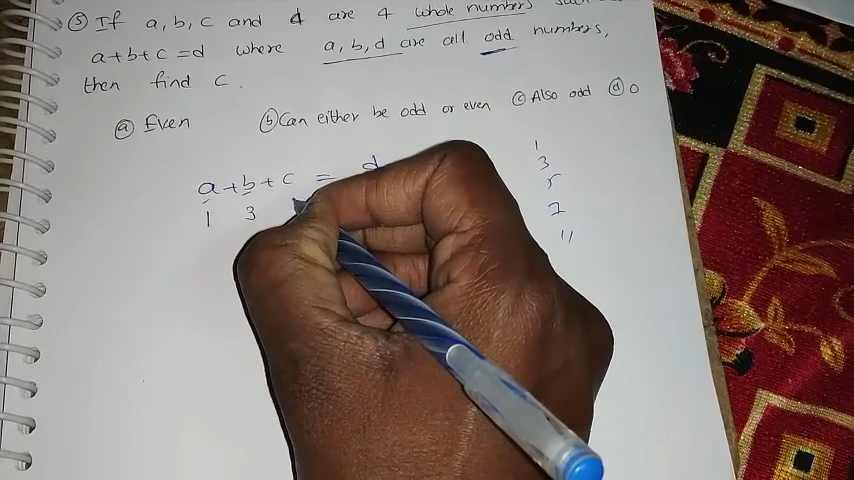 ⑤ If a, b, c and d are 4 whole numbers such
a+b+c = d where a, b, d are all odd numbers,
then find c.
ⓐ Even ⓑ Can either be odd or even ⓒ Also odd ⓓ 0
a + b + c = d
1 3
1
3
5
7
11